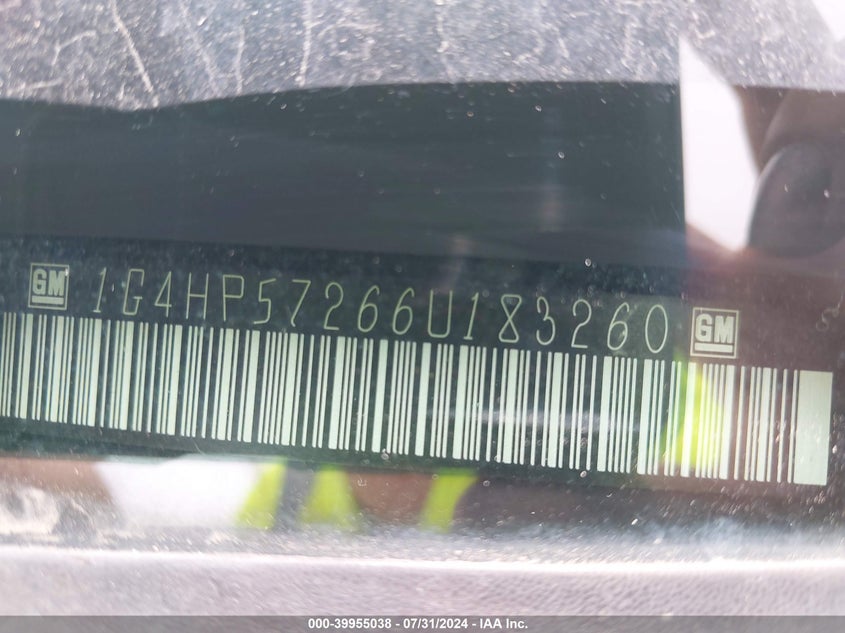 GM 1G4HP57266U183260 GM
000-39955038 - 07/31/2024 - IAA Inc.